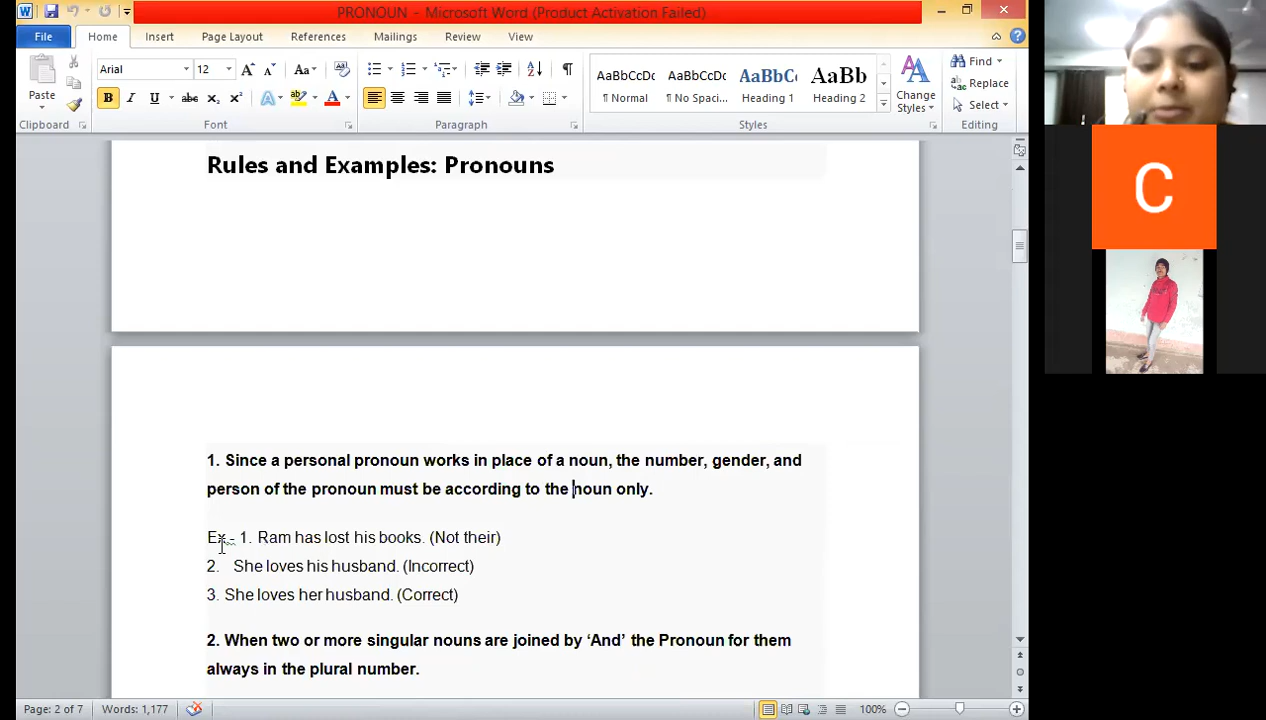 PRONOUN - Microsoft Word (Product Activation Failed)
File Home Insert Page Layout References Mailings Review View
Paste
Clipboard
Arial 12
Font
Paragraph
AaBbCcDc AaBbCcDc AaBbCc AaBb
¶ Normal ¶ No Spaci... Heading 1 Heading 2
Change
Styles
Styles
Find
Replace
Select
Editing
Rules and Examples: Pronouns
C
1. Since a personal pronoun works in place of a noun, the number, gender, and
person of the pronoun must be according to the noun only.
Ex.- 1. Ram has lost his books. (Not their)
2. She loves his husband. (Incorrect)
3. She loves her husband. (Correct)
2. When two or more singular nouns are joined by ‘And’ the Pronoun for them
always in the plural number.
Page: 2 of 7 Words: 1,177 100%